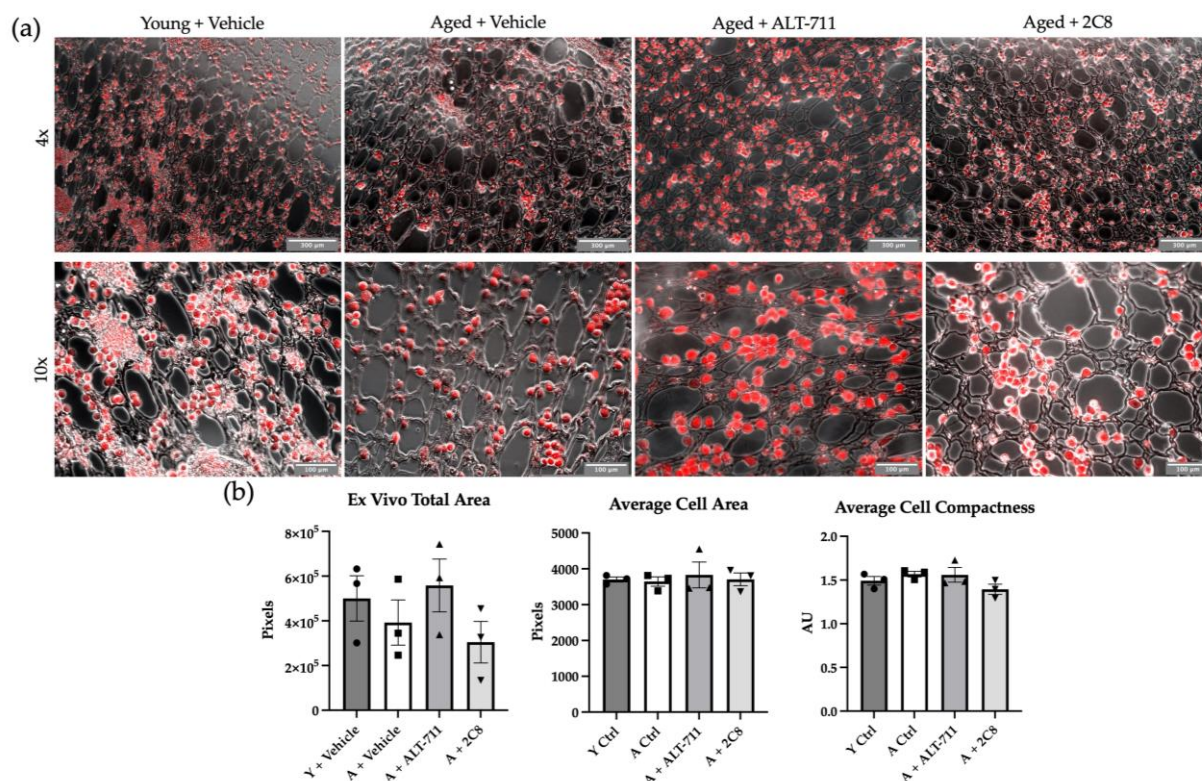 (a)
Young + Vehicle
Aged + Vehicle
Aged + ALT-711
Aged + 2C8
4x
300 μm
300 μm
300 μm
300 μm
10x
100 μm
100 μm
100 μm
100 μm
(b)
Ex Vivo Total Area
Pixels
8×10⁵
6×10⁵
4×10⁵
2×10⁵
0
Y + Vehicle
A + Vehicle
A + ALT-711
A + 2C8
Average Cell Area
Pixels
5000
4000
3000
2000
1000
0
Y Ctrl
A Ctrl
A + ALT-711
A + 2C8
Average Cell Compactness
AU
2.0
1.5
1.0
0.5
0.0
Y Ctrl
A Ctrl
A + ALT-711
A + 2C8